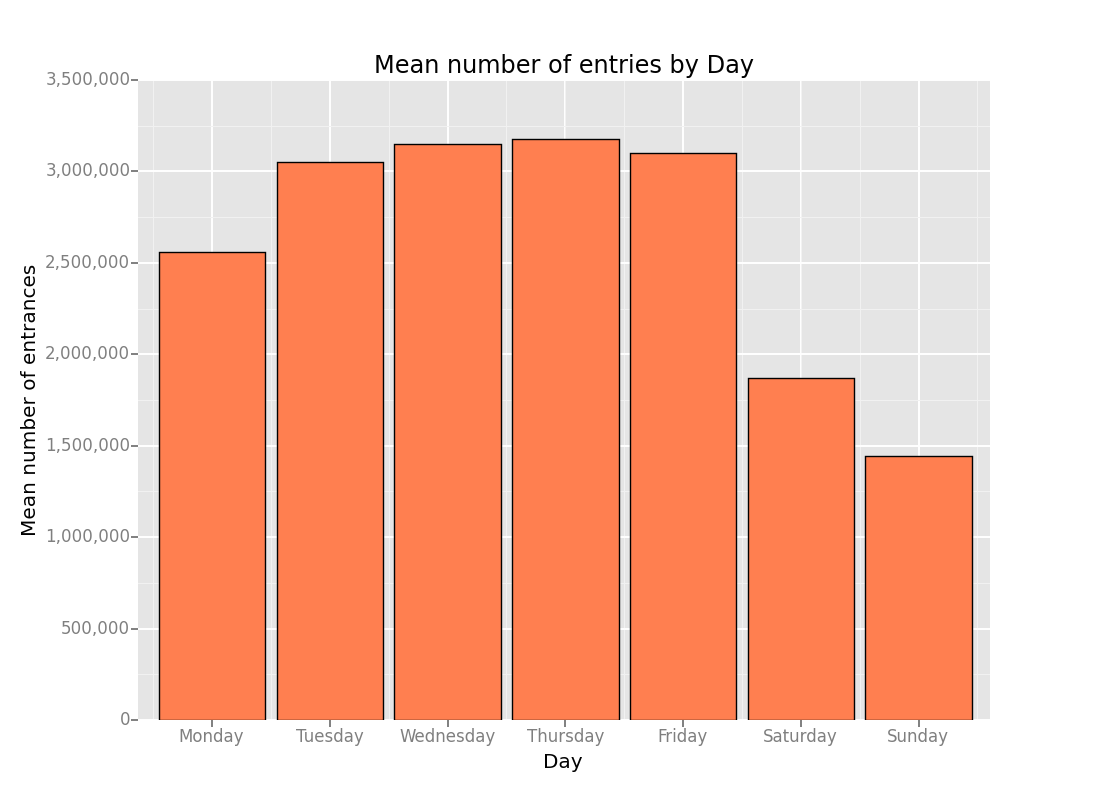 Mean number of entries by Day
Mean number of entrances
3,500,000
3,000,000
2,500,000
2,000,000
1,500,000
1,000,000
500,000
0
Monday Tuesday Wednesday Thursday Friday Saturday Sunday
Day